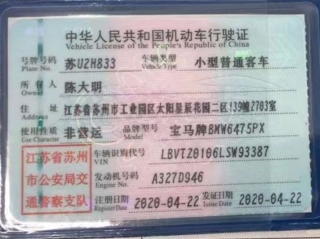 中华人民共和国机动车行驶证
Vehicle License of the People's Republic of China
号牌号码 苏U2H833 车辆类型 小型普通客车
Plate No. Vehicle Type
所有人 陈大明
Owner
住址 江苏省苏州市工业园区太阳星辰花园二区139幢2703室
Address
使用性质 非营运 品牌型号 宝马牌BMW6475PX
Use Character Model
江苏省苏州市公安局交通警察支队
车辆识别代号 LBVTZ0106LSW93387
VIN
发动机号码 A327D946
Engine No.
注册日期 2020-04-22 发证日期 2020-04-22
Register Date Issue Date